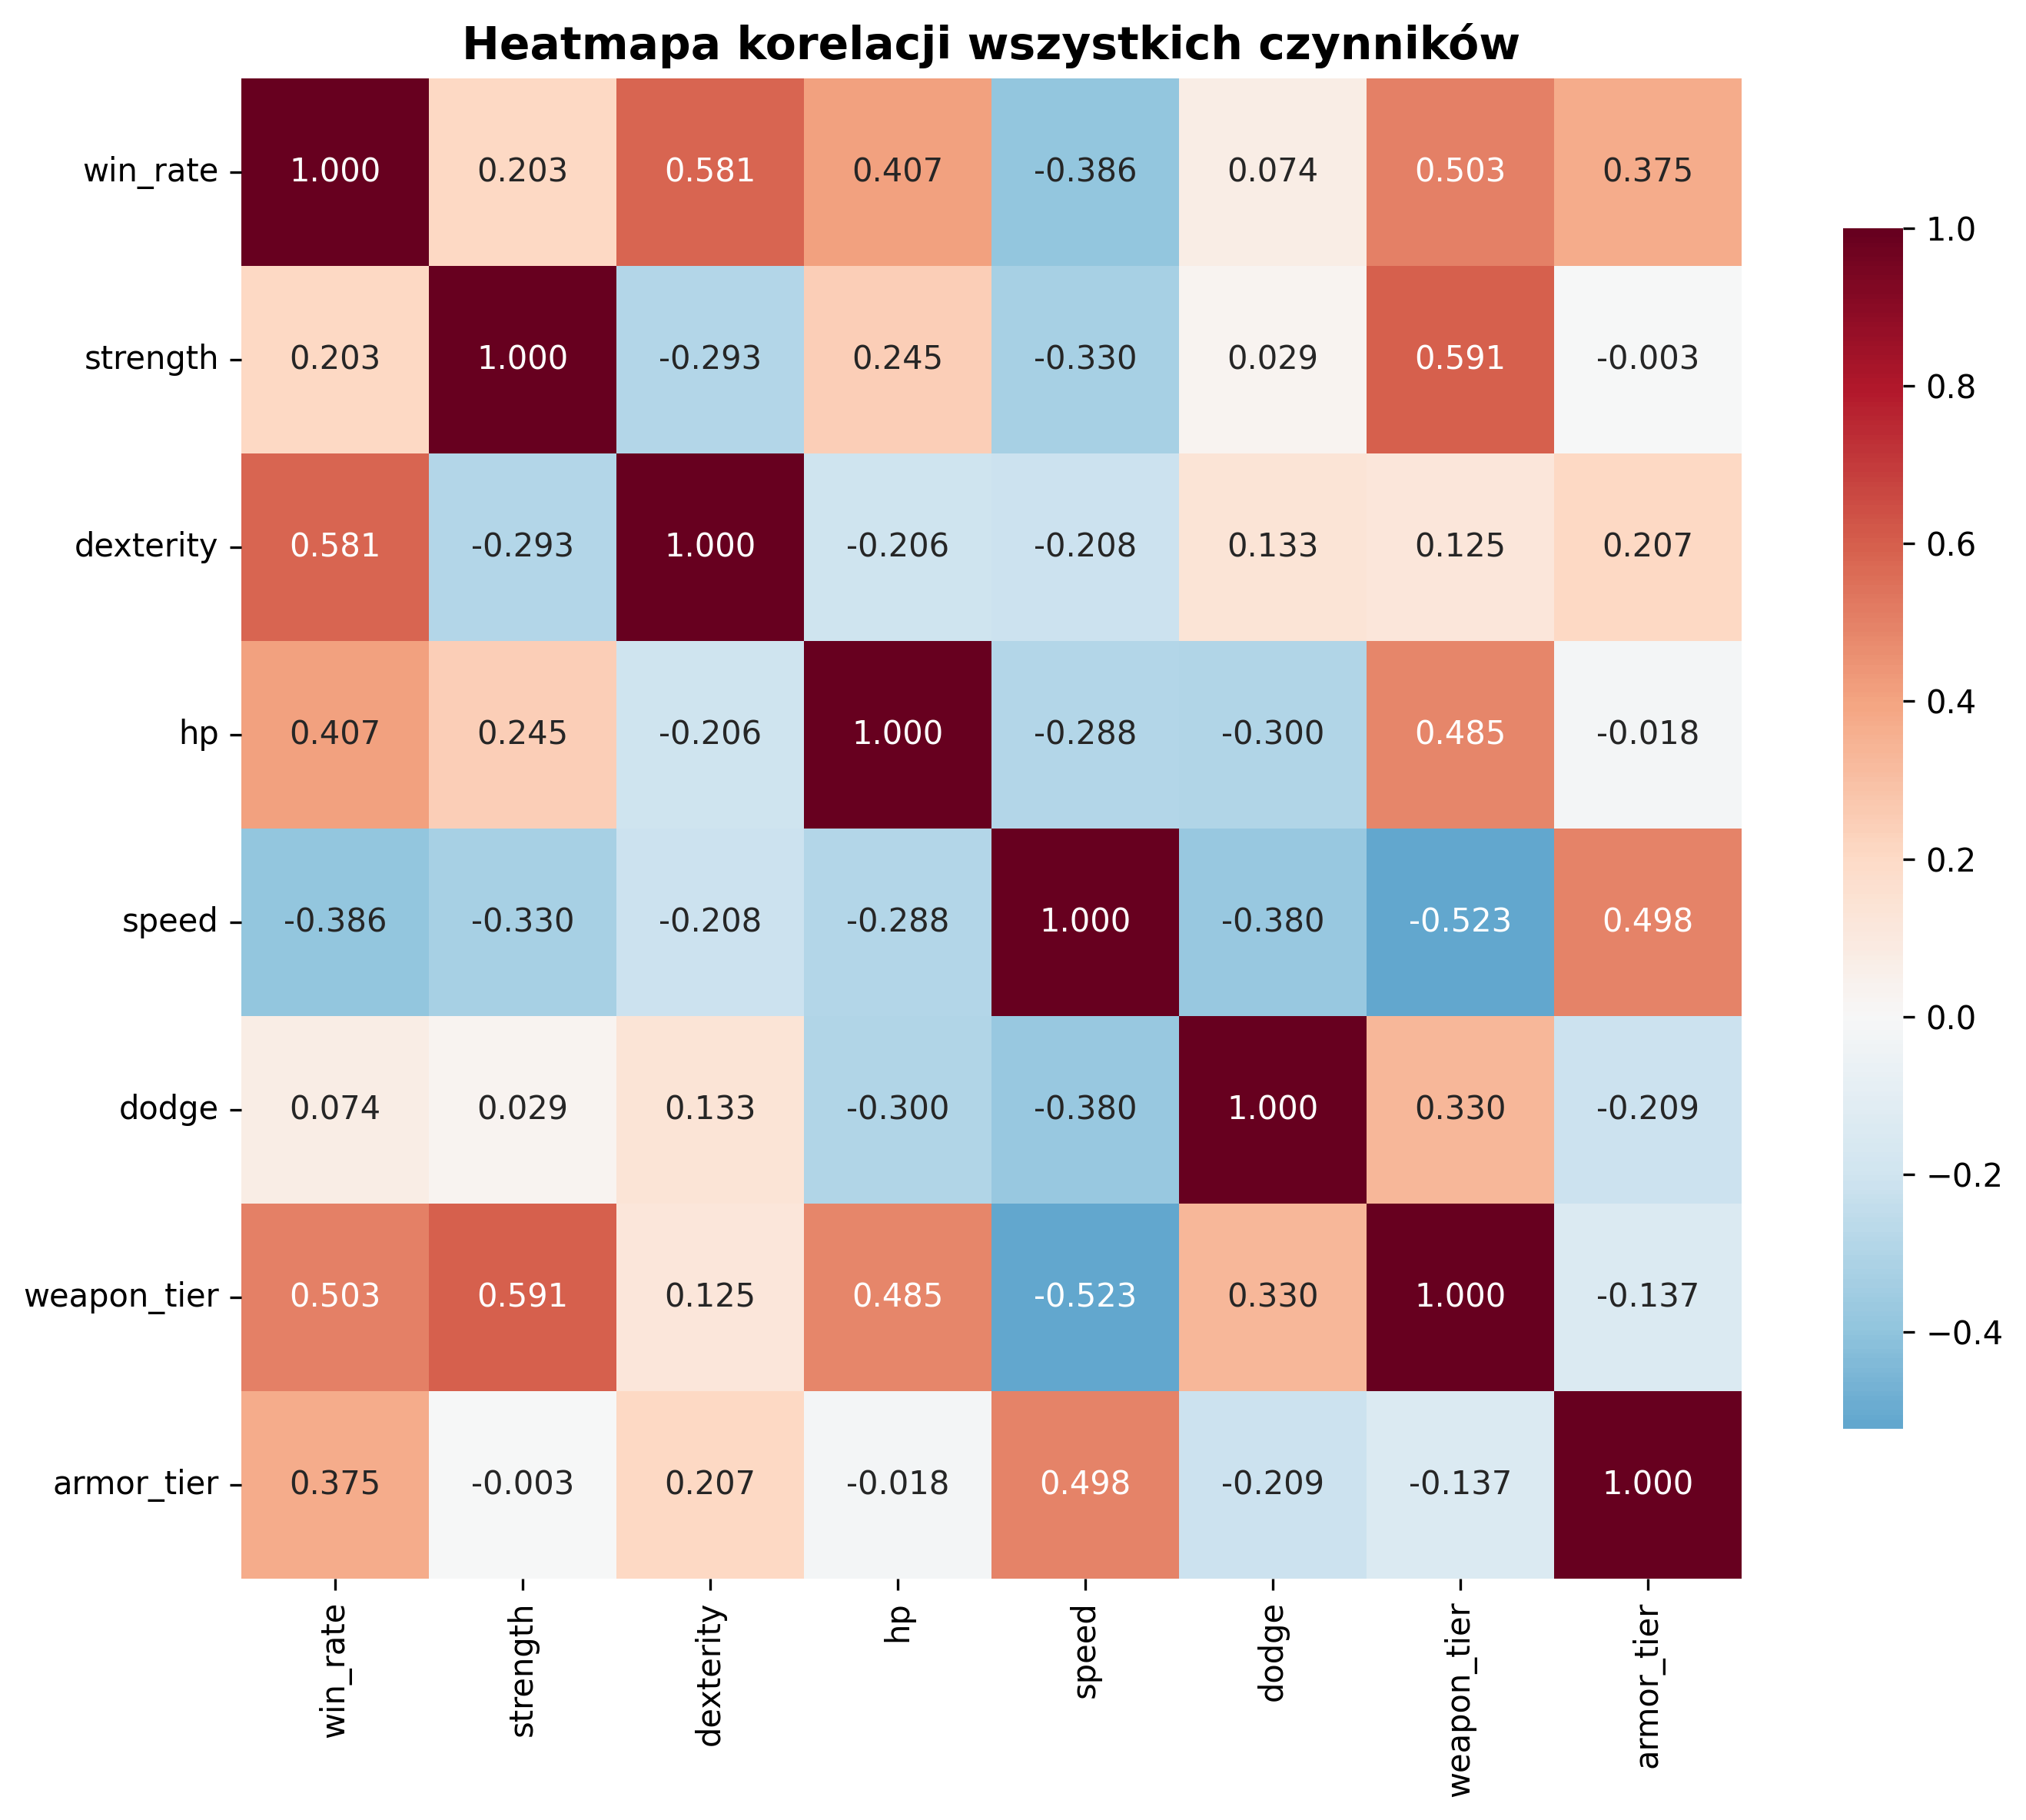 Heatmapa korelacji wszystkich czynników
win_rate 1.000 0.203 0.581 0.407 -0.386 0.074 0.503 0.375
strength 0.203 1.000 -0.293 0.245 -0.330 0.029 0.591 -0.003
dexterity 0.581 -0.293 1.000 -0.206 -0.208 0.133 0.125 0.207
hp 0.407 0.245 -0.206 1.000 -0.288 -0.300 0.485 -0.018
speed -0.386 -0.330 -0.208 -0.288 1.000 -0.380 -0.523 0.498
dodge 0.074 0.029 0.133 -0.300 -0.380 1.000 0.330 -0.209
weapon_tier 0.503 0.591 0.125 0.485 -0.523 0.330 1.000 -0.137
armor_tier 0.375 -0.003 0.207 -0.018 0.498 -0.209 -0.137 1.000
win_rate strength dexterity hp speed dodge weapon_tier armor_tier
1.0
0.8
0.6
0.4
0.2
0.0
−0.2
−0.4